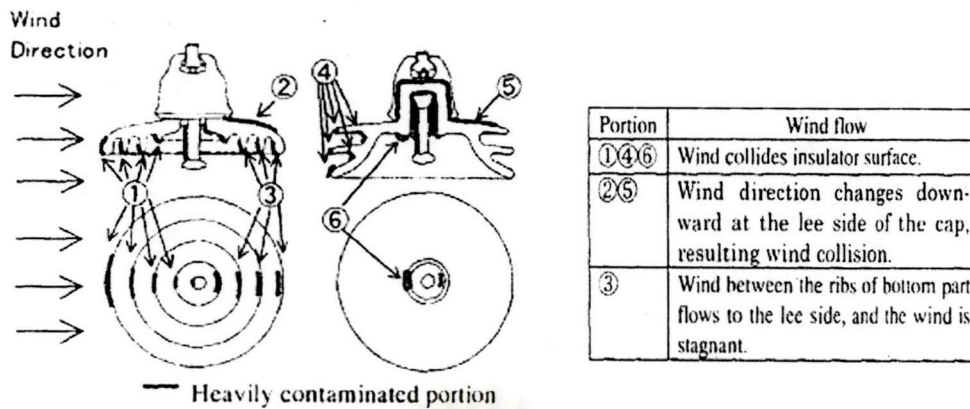 Wind
Direction
②
④
⑤
①
③
⑥
Heavily contaminated portion
Portion Wind flow
①④⑥ Wind collides insulator surface.
②⑤ Wind direction changes down-
ward at the lee side of the cap,
resulting wind collision.
③ Wind between the ribs of bottom part
flows to the lee side, and the wind is
stagnant.